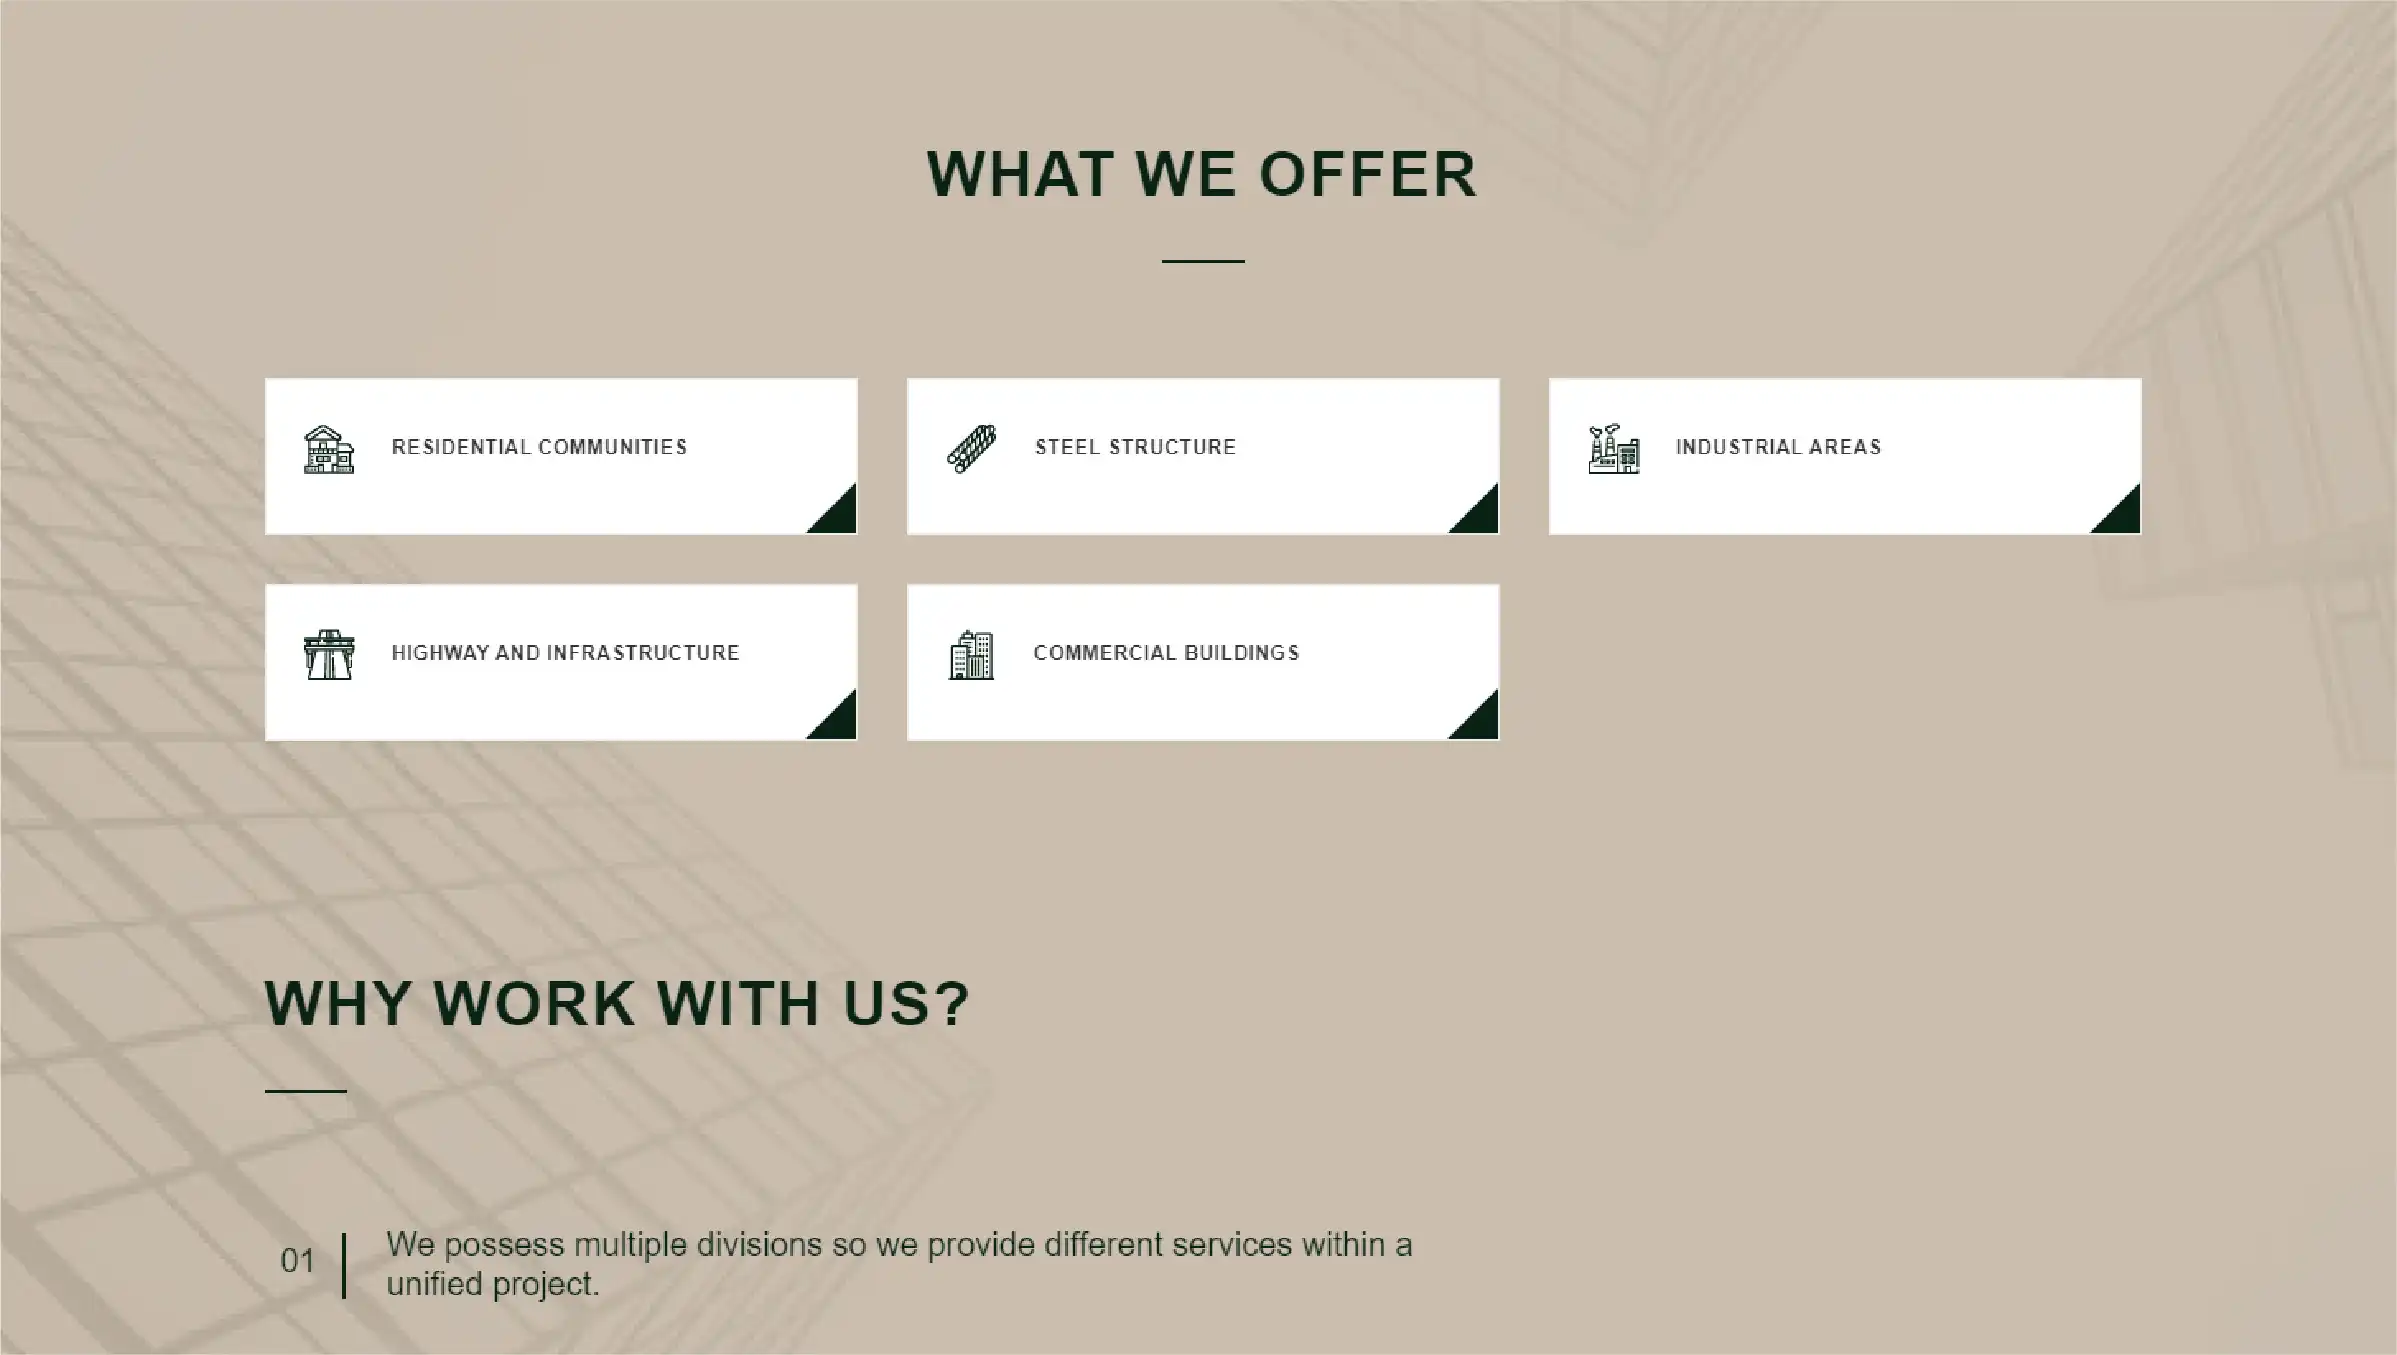 WHAT WE OFFER
RESIDENTIAL COMMUNITIES
STEEL STRUCTURE
INDUSTRIAL AREAS
HIGHWAY AND INFRASTRUCTURE
COMMERCIAL BUILDINGS
WHY WORK WITH US?
01
We possess multiple divisions so we provide different services within a
unified project.